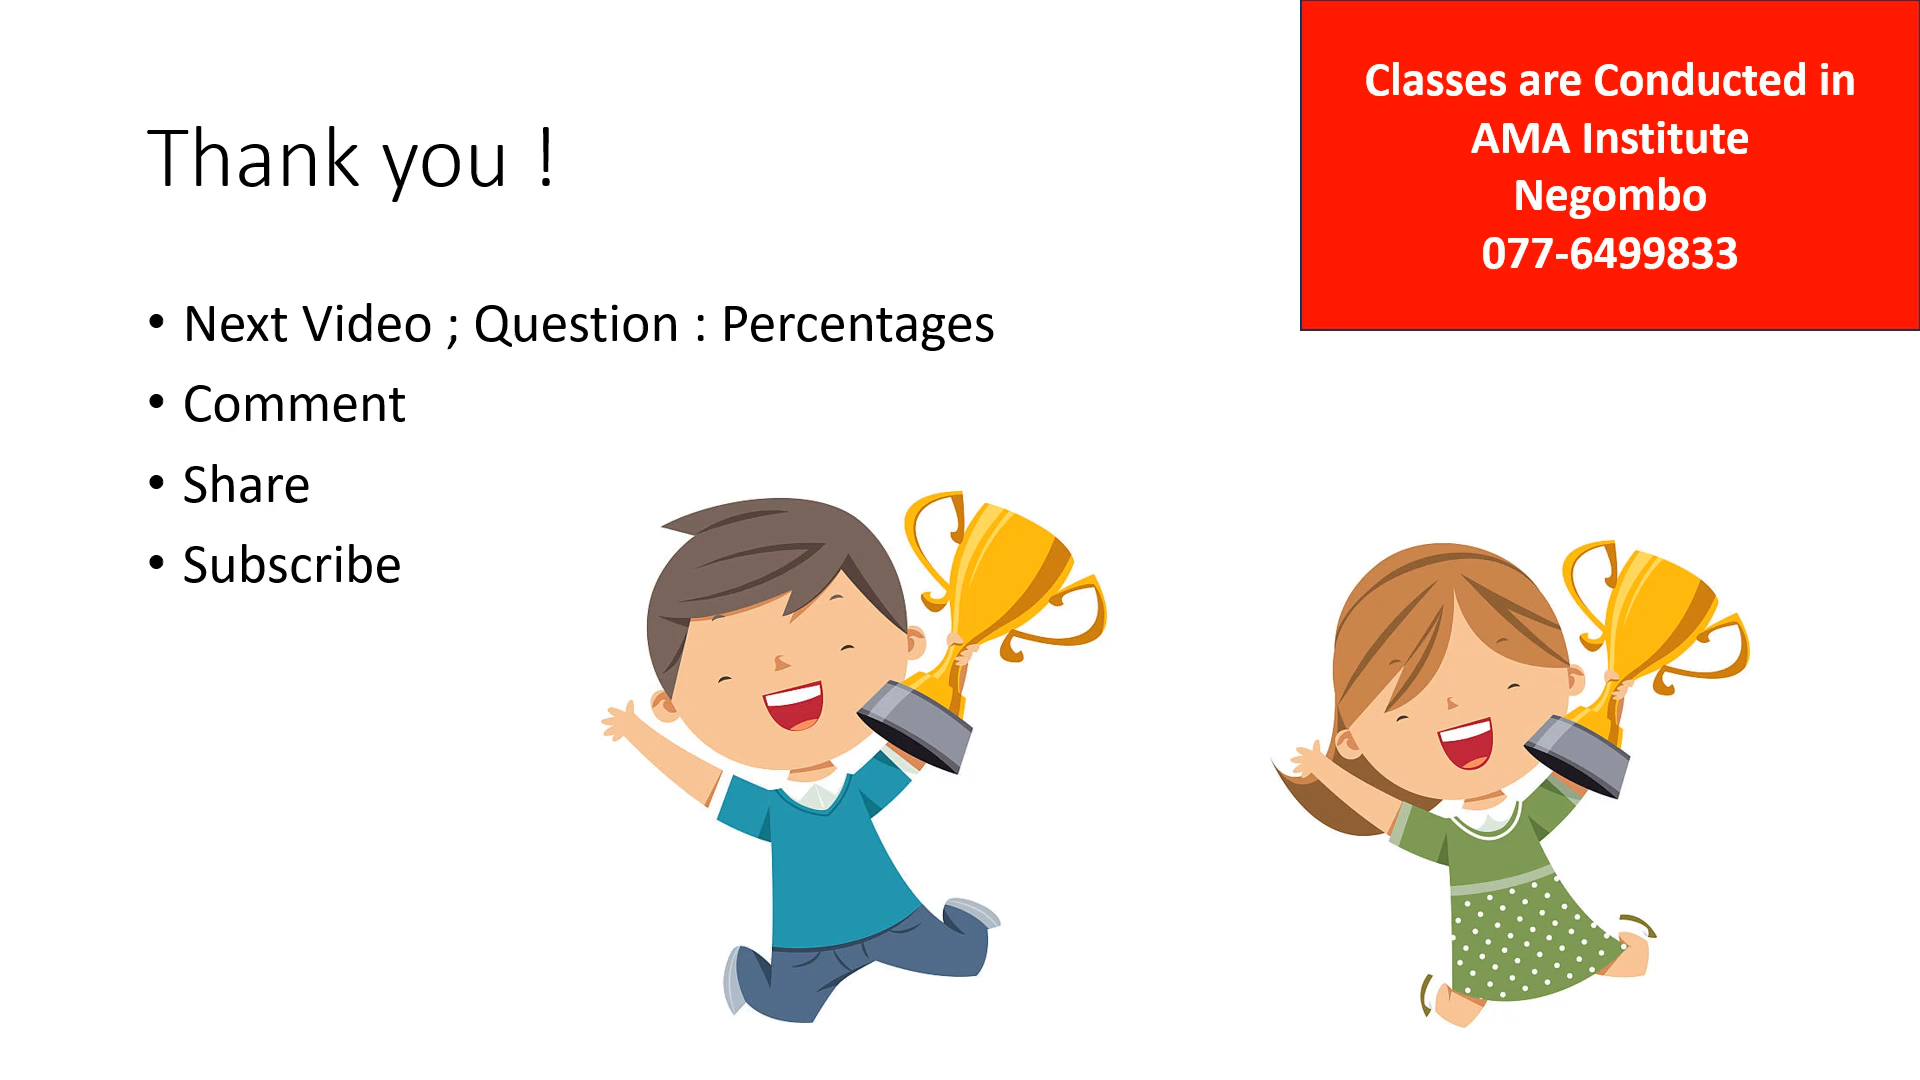 Thank you !
• Next Video ; Question : Percentages
• Comment
• Share
• Subscribe
Classes are Conducted in
AMA Institute
Negombo
077-6499833